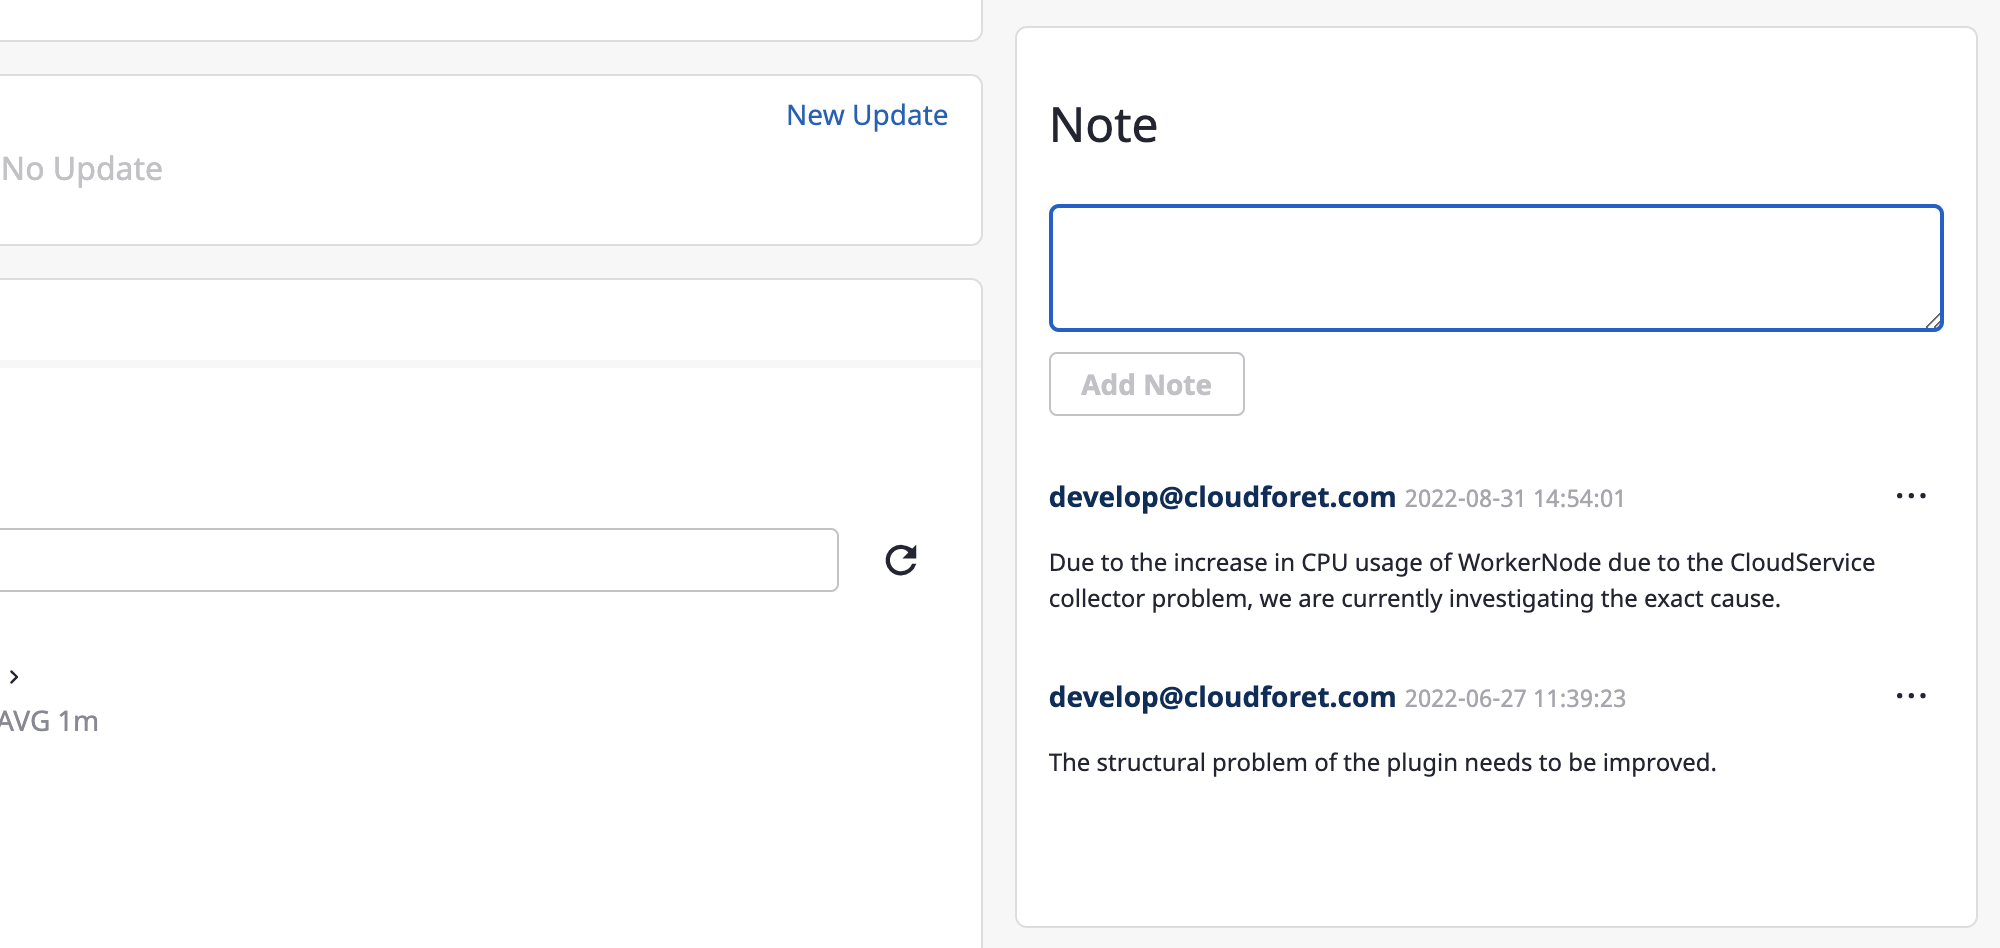 New Update
No Update
AVG 1m
Note
Add Note
develop@cloudforet.com 2022-08-31 14:54:01
Due to the increase in CPU usage of WorkerNode due to the CloudService
collector problem, we are currently investigating the exact cause.
develop@cloudforet.com 2022-06-27 11:39:23
The structural problem of the plugin needs to be improved.